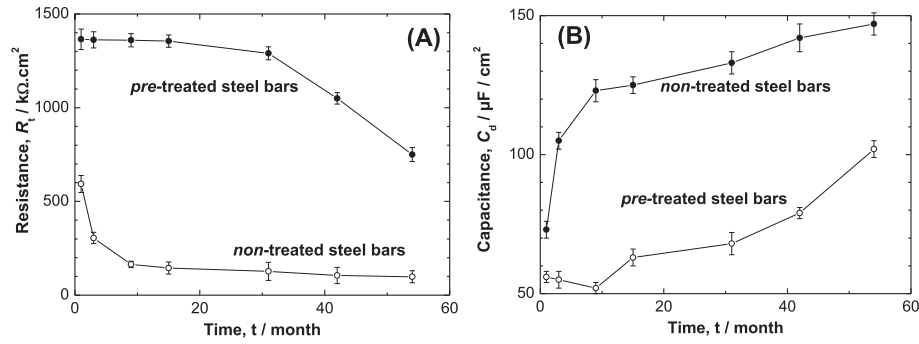 1500
1000
500
0
0
20
40
60
Resistance, Rt / kΩ.cm2
Time, t / month
(A)
pre-treated steel bars
non-treated steel bars
150
100
50
0
20
40
60
Capacitance, Cd / µF / cm2
Time, t / month
(B)
non-treated steel bars
pre-treated steel bars